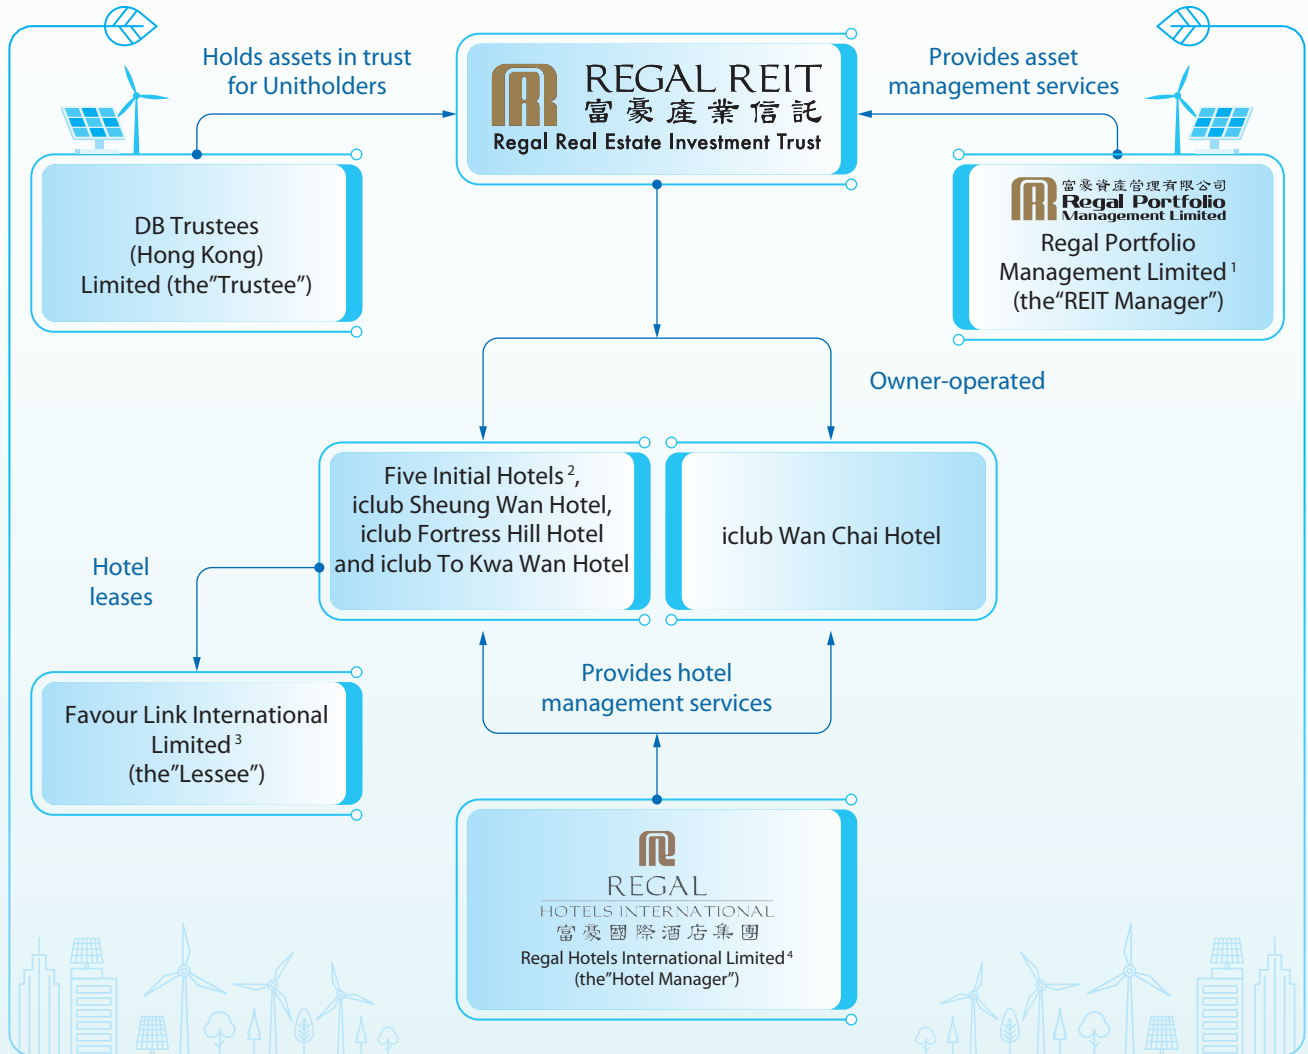 Holds assets in trust
for Unitholders
REGAL REIT
富豪產業信託
Regal Real Estate Investment Trust
Provides asset
management services
DB Trustees
(Hong Kong)
Limited (the"Trustee")
富豪資產管理有限公司
Regal Portfolio
Management Limited
Regal Portfolio
Management Limited 1
(the"REIT Manager")
Owner-operated
Five Initial Hotels 2,
iclub Sheung Wan Hotel,
iclub Fortress Hill Hotel
and iclub To Kwa Wan Hotel
iclub Wan Chai Hotel
Hotel
leases
Provides hotel
management services
Favour Link International
Limited 3
(the"Lessee")
REGAL
HOTELS INTERNATIONAL
富豪國際酒店集團
Regal Hotels International Limited 4
(the"Hotel Manager")